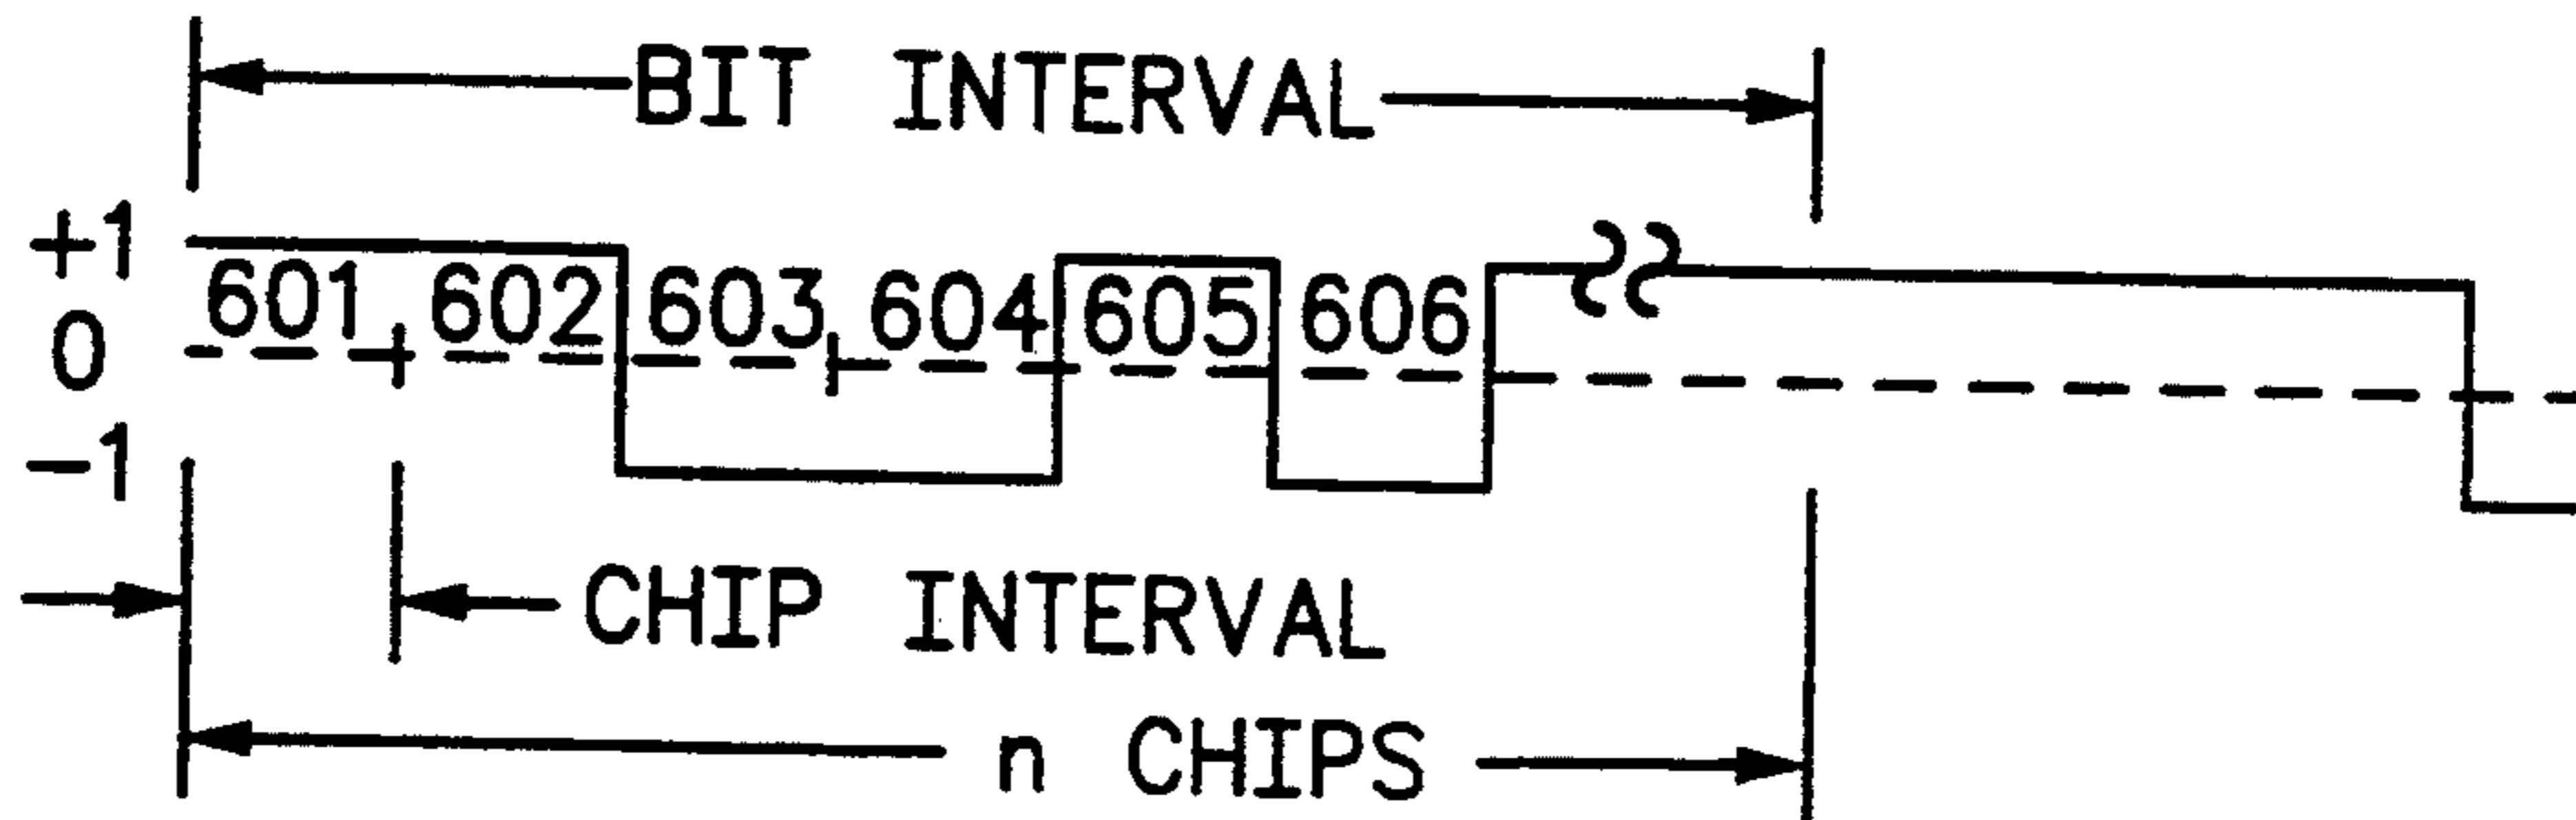 BIT INTERVAL
+1
601 602 603 604 605 606
0
-1
CHIP INTERVAL
n CHIPS